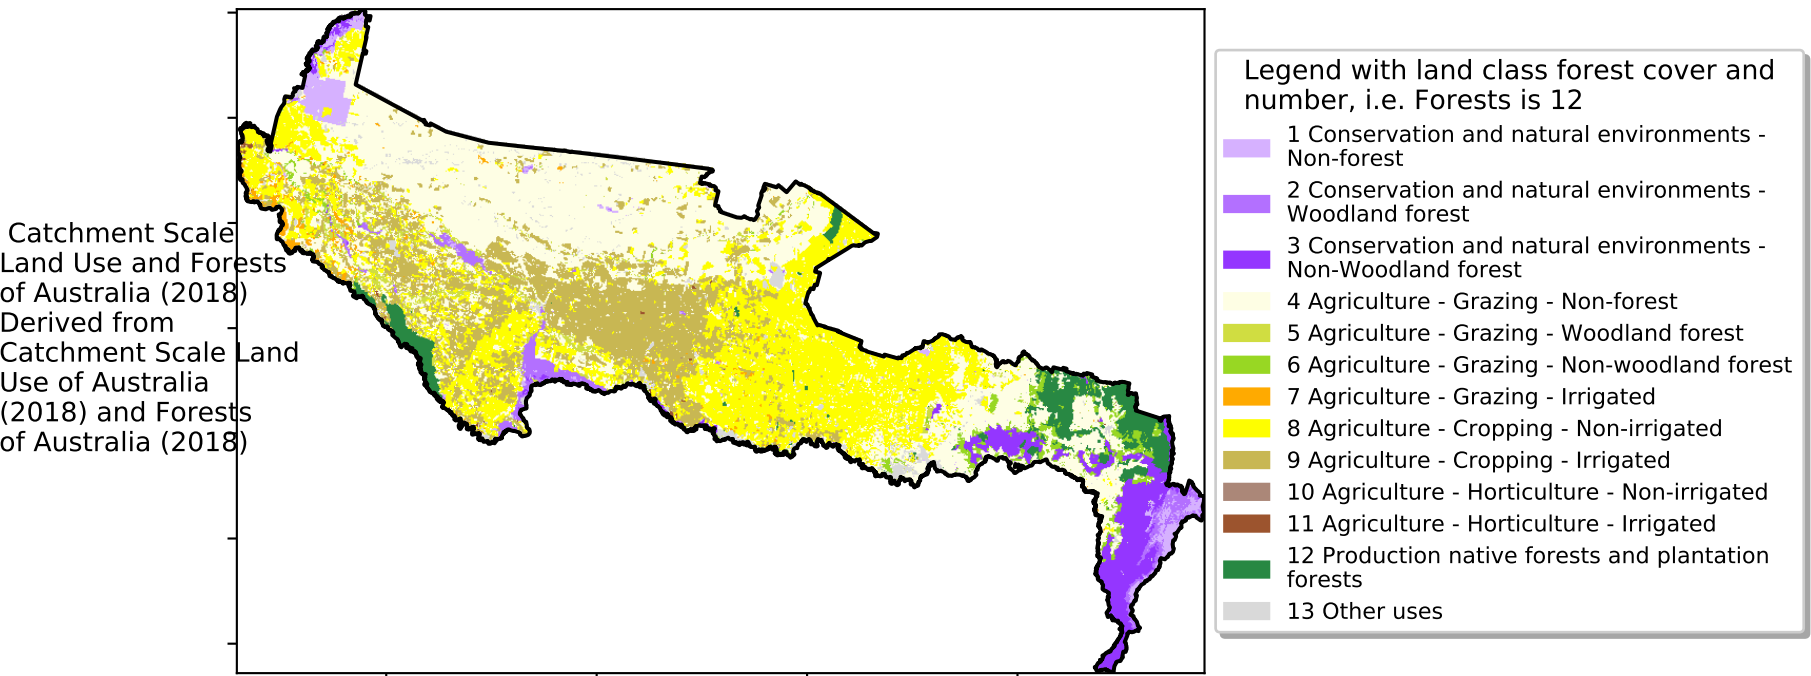 Catchment Scale
Land Use and Forests
of Australia (2018)
Derived from
Catchment Scale Land
Use of Australia
(2018) and Forests
of Australia (2018)
Legend with land class forest cover and
number, i.e. Forests is 12
1 Conservation and natural environments -
Non-forest
2 Conservation and natural environments -
Woodland forest
3 Conservation and natural environments -
Non-Woodland forest
4 Agriculture - Grazing - Non-forest
5 Agriculture - Grazing - Woodland forest
6 Agriculture - Grazing - Non-woodland forest
7 Agriculture - Grazing - Irrigated
8 Agriculture - Cropping - Non-irrigated
9 Agriculture - Cropping - Irrigated
10 Agriculture - Horticulture - Non-irrigated
11 Agriculture - Horticulture - Irrigated
12 Production native forests and plantation
forests
13 Other uses